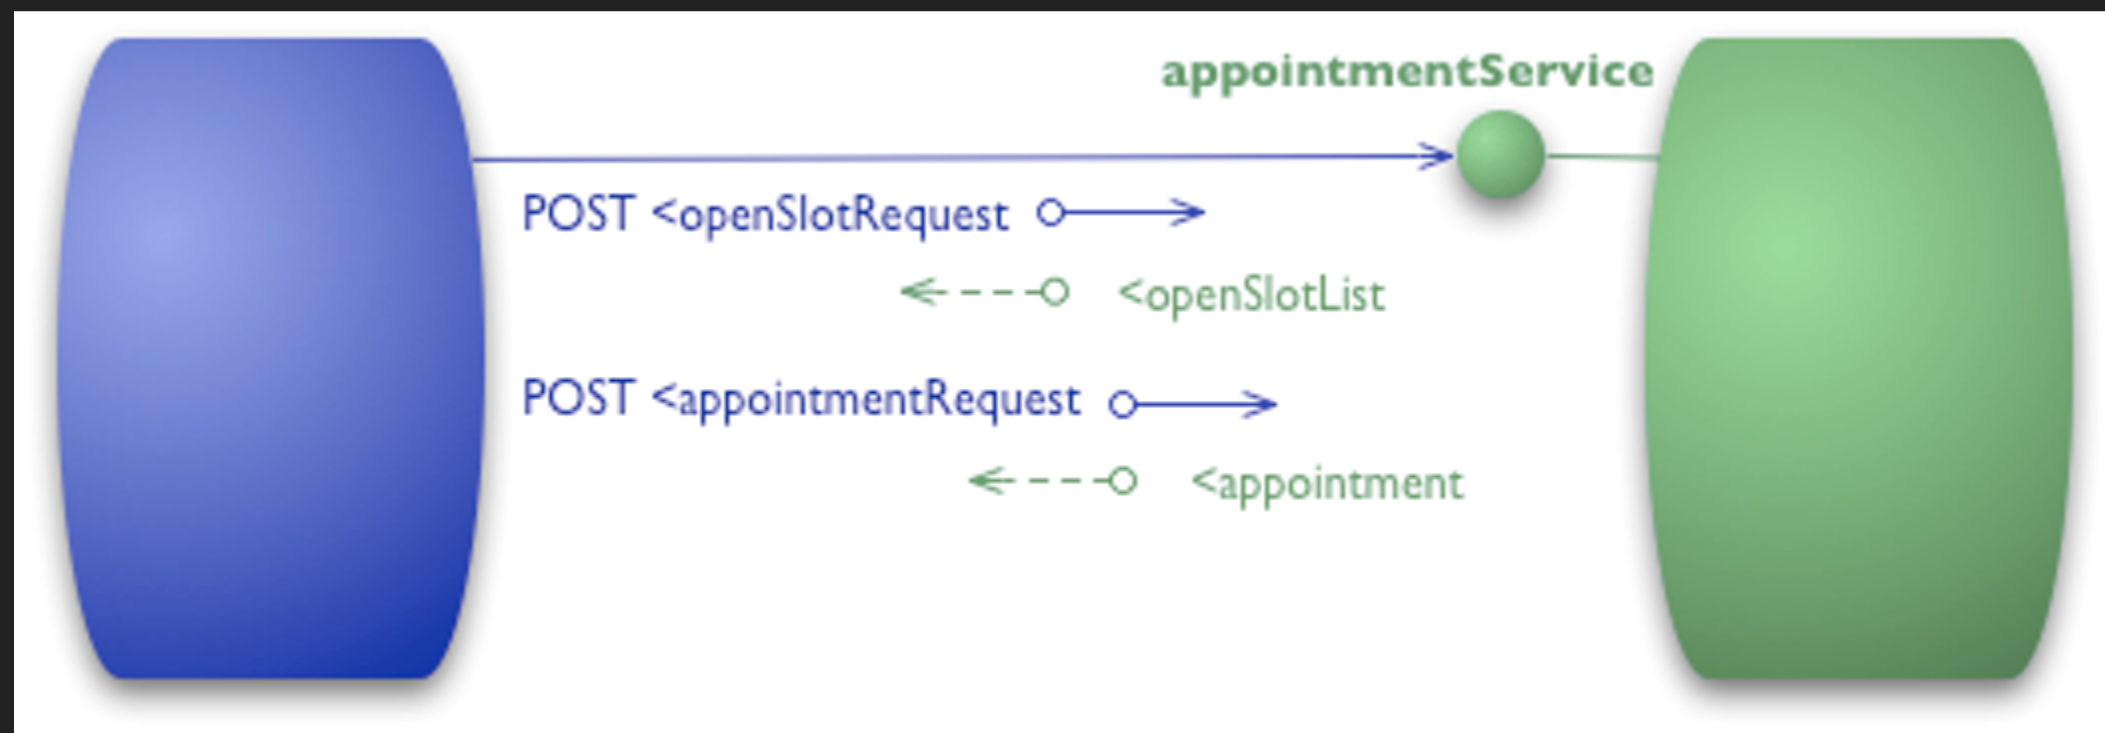 appointmentService
POST <openSlotRequest
<openSlotList
POST <appointmentRequest
<appointment